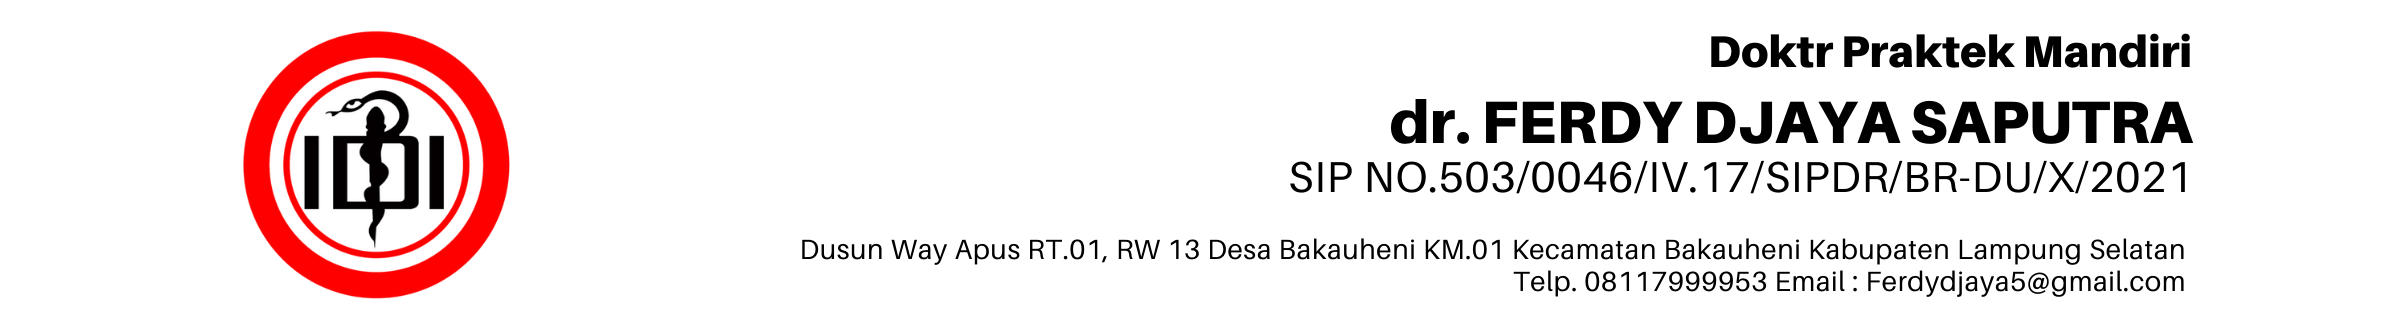 IDI
Doktr Praktek Mandiri
dr. FERDY DJAYA SAPUTRA
SIP NO.503/0046/IV.17/SIPDR/BR-DU/X/2021
Dusun Way Apus RT.01, RW 13 Desa Bakauheni KM.01 Kecamatan Bakauheni Kabupaten Lampung Selatan
Telp. 08117999953 Email : Ferdydjaya5@gmail.com